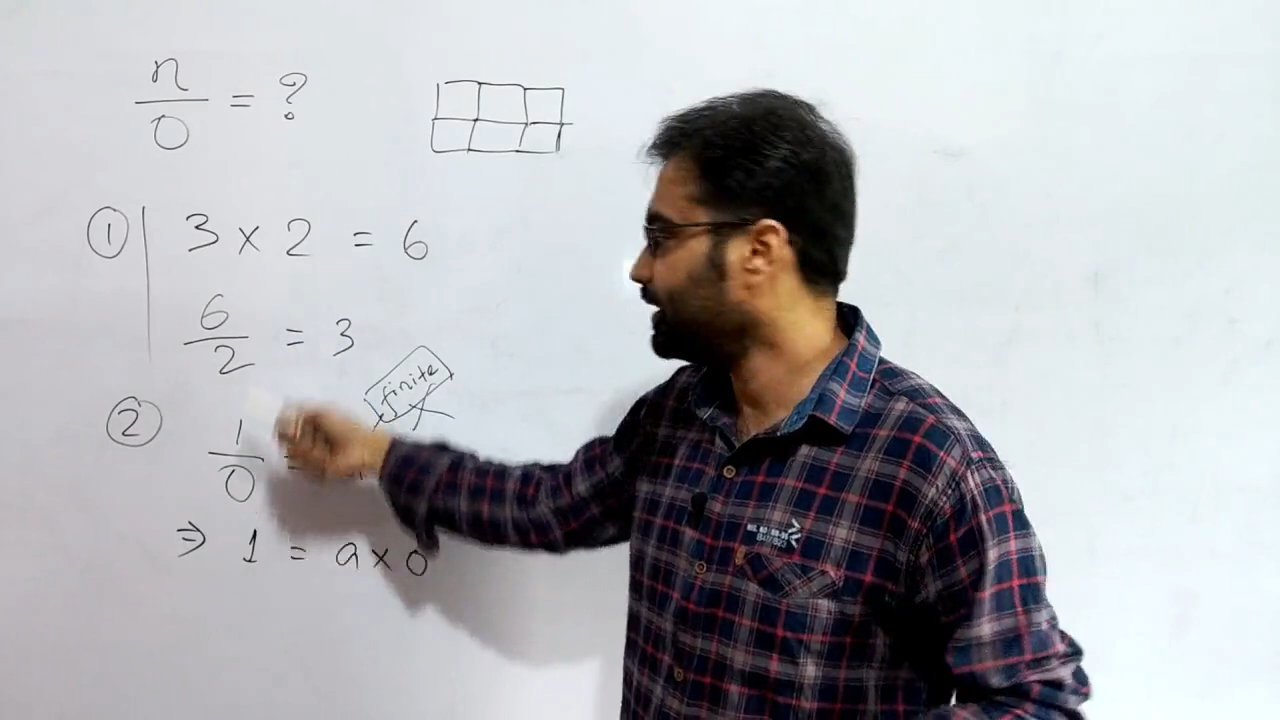 n/0 = ?
① 3 × 2 = 6
6/2 = 3
finite
② 1/0 =
⇒ 1 = a × 0